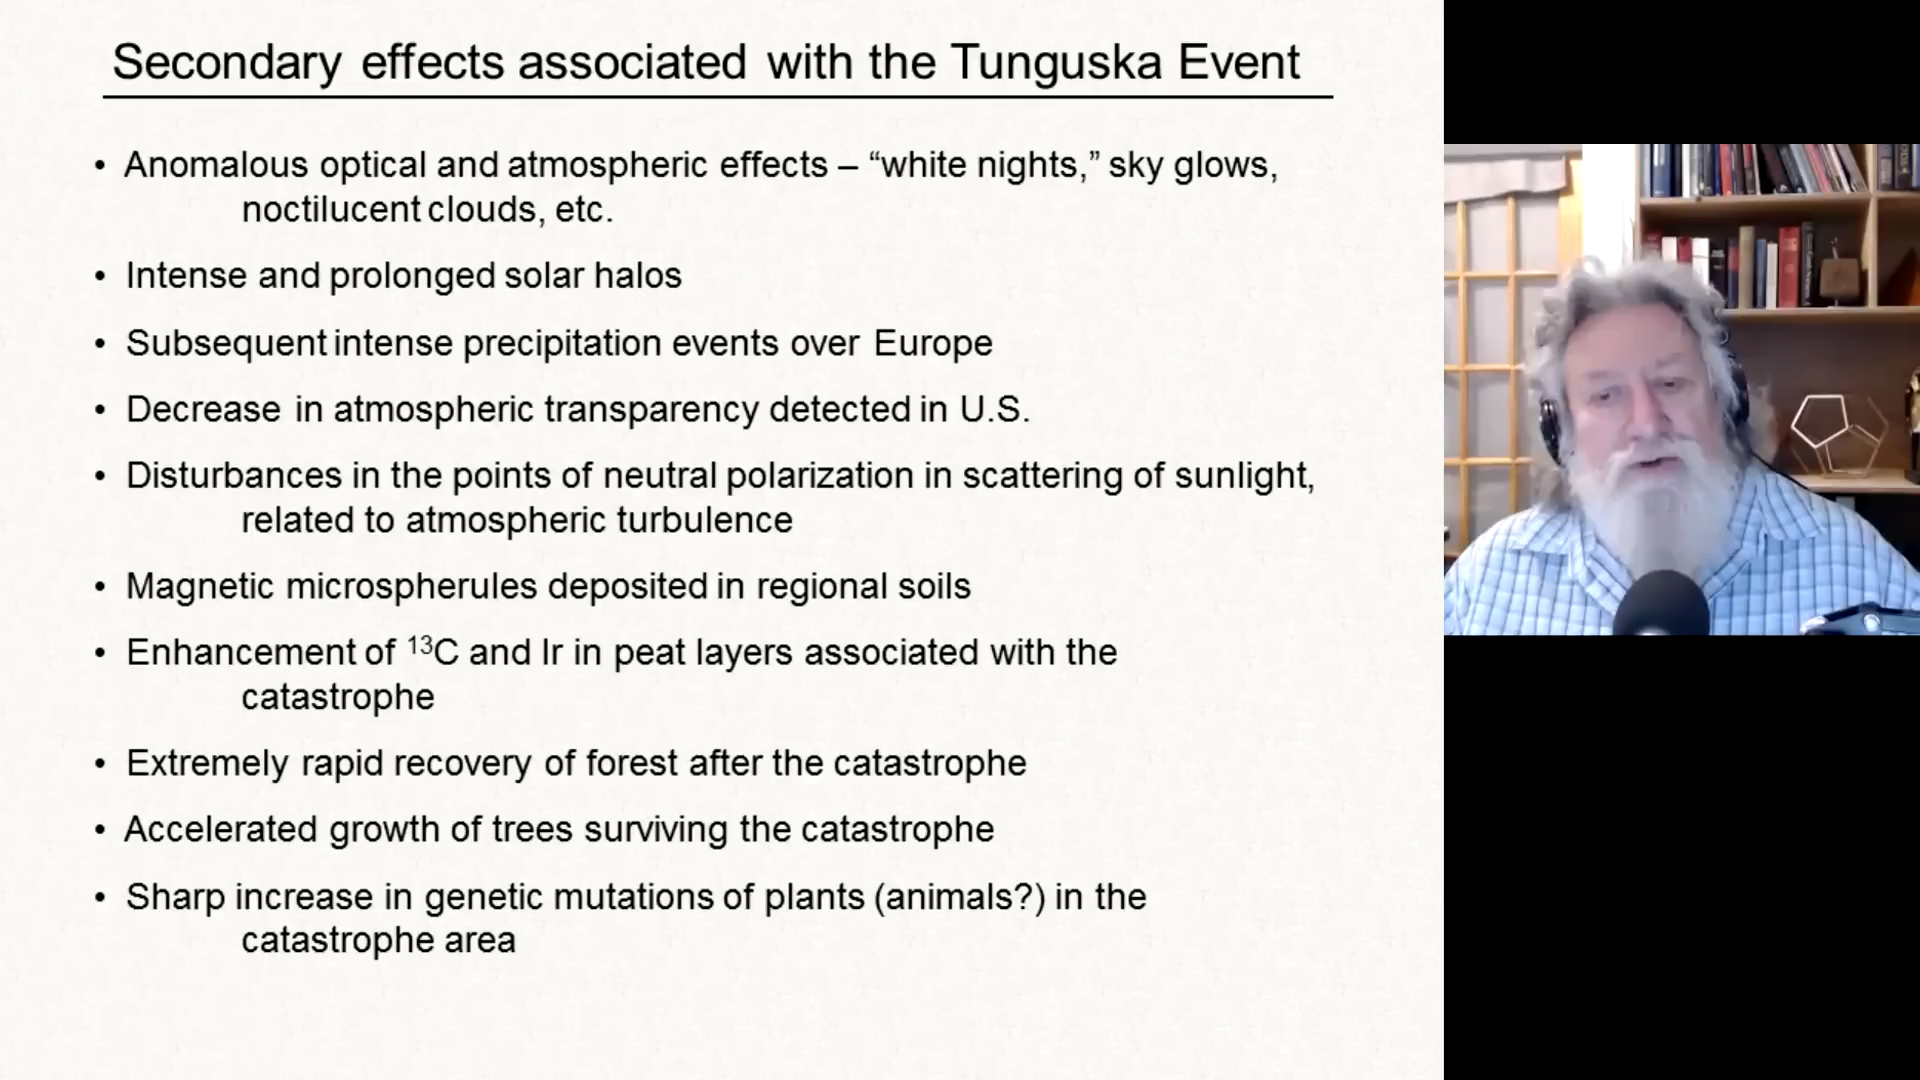 Secondary effects associated with the Tunguska Event
• Anomalous optical and atmospheric effects – “white nights,” sky glows,
noctilucent clouds, etc.
• Intense and prolonged solar halos
• Subsequent intense precipitation events over Europe
• Decrease in atmospheric transparency detected in U.S.
• Disturbances in the points of neutral polarization in scattering of sunlight,
related to atmospheric turbulence
• Magnetic microspherules deposited in regional soils
• Enhancement of ¹³C and Ir in peat layers associated with the
catastrophe
• Extremely rapid recovery of forest after the catastrophe
• Accelerated growth of trees surviving the catastrophe
• Sharp increase in genetic mutations of plants (animals?) in the
catastrophe area